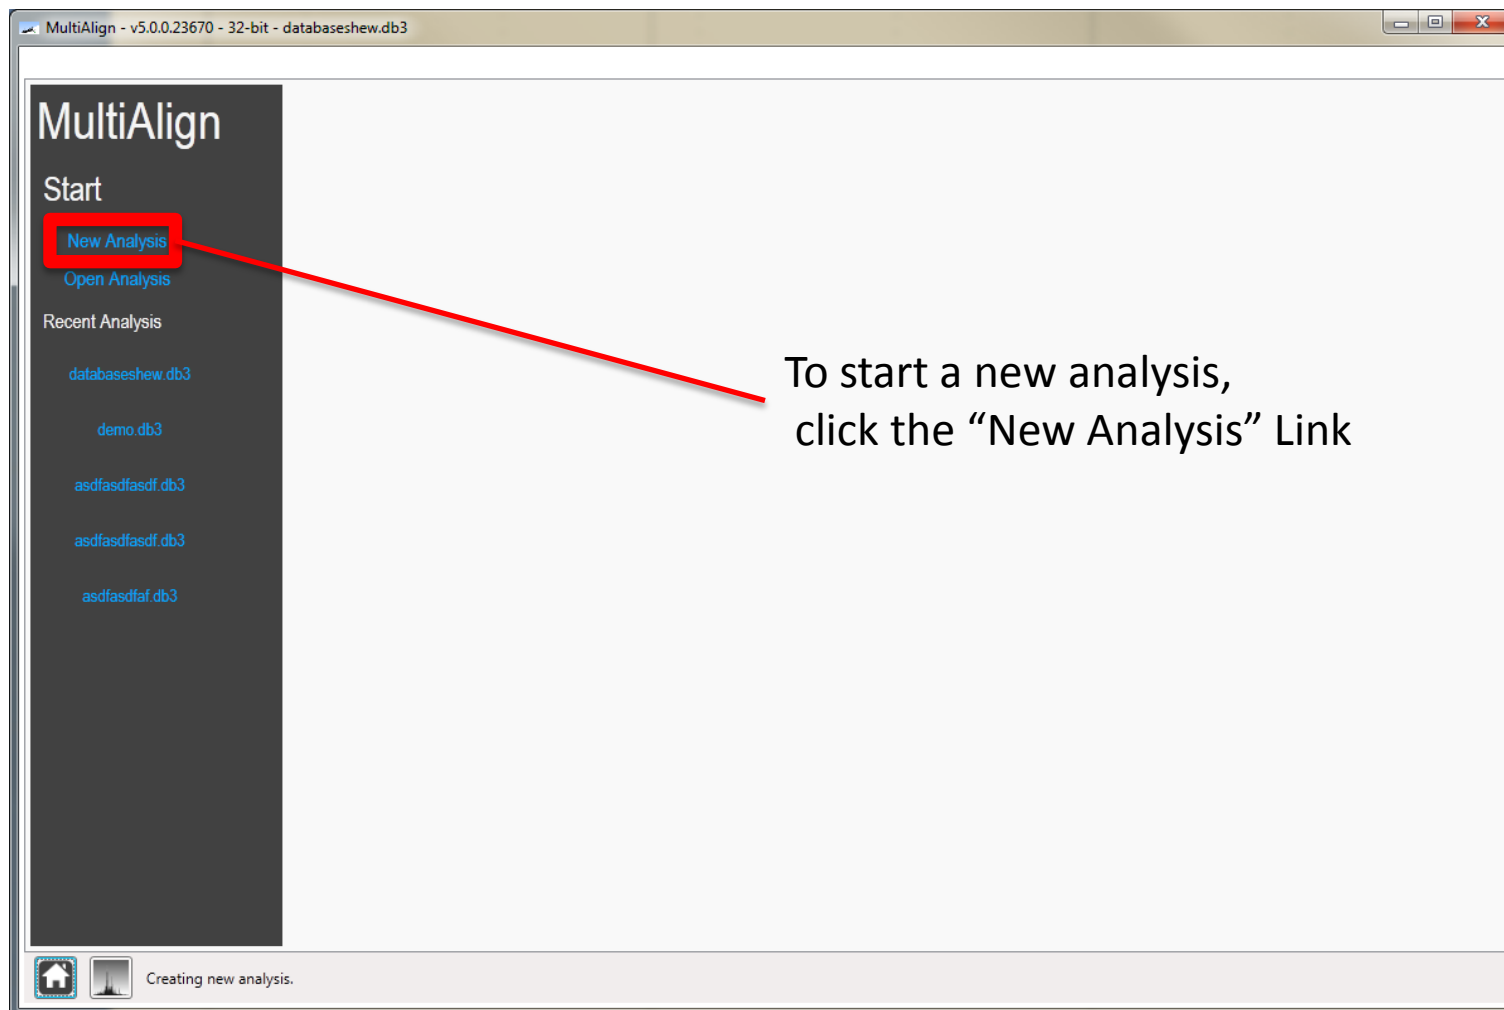 MultiAlign - v5.0.0.23670 - 32-bit - databaseshew.db3
MultiAlign
Start
New Analysis
Open Analysis
Recent Analysis
databaseshew.db3
demo.db3
asdfasdfasdf.db3
asdfasdfasdf.db3
asdfasdfaf.db3
To start a new analysis,
click the “New Analysis” Link
Creating new analysis.